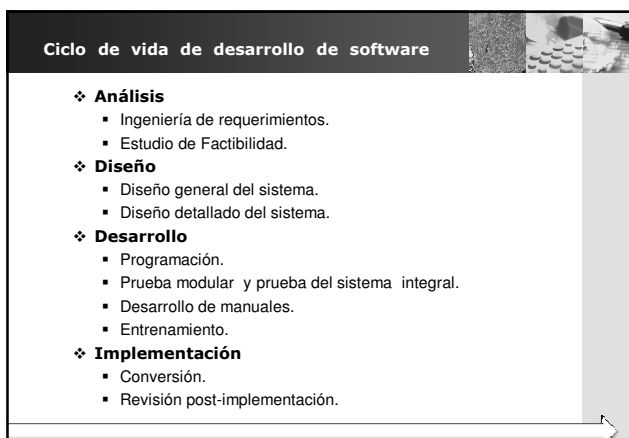 Ciclo de vida de desarrollo de software
❖ Análisis
▪ Ingeniería de requerimientos.
▪ Estudio de Factibilidad.
❖ Diseño
▪ Diseño general del sistema.
▪ Diseño detallado del sistema.
❖ Desarrollo
▪ Programación.
▪ Prueba modular y prueba del sistema integral.
▪ Desarrollo de manuales.
▪ Entrenamiento.
❖ Implementación
▪ Conversión.
▪ Revisión post-implementación.